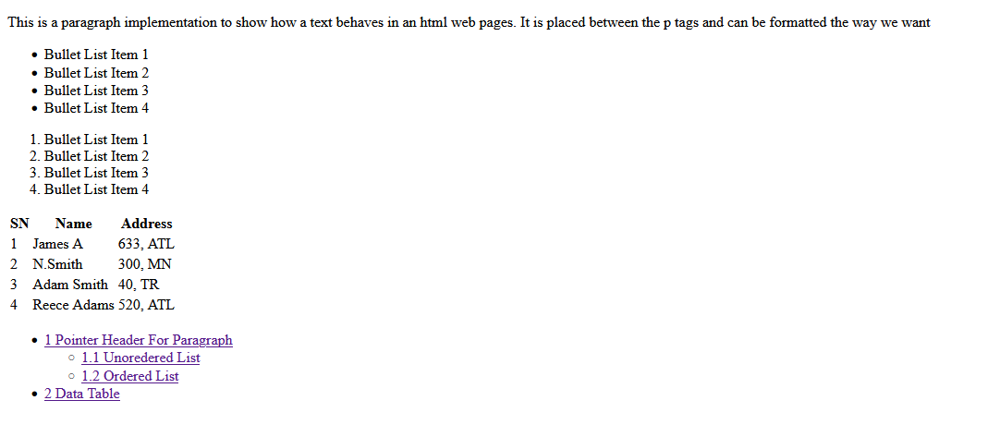 This is a paragraph implementation to show how a text behaves in an html web pages. It is placed between the p tags and can be formatted the way we want
• Bullet List Item 1
• Bullet List Item 2
• Bullet List Item 3
• Bullet List Item 4
1. Bullet List Item 1
2. Bullet List Item 2
3. Bullet List Item 3
4. Bullet List Item 4
SN Name Address
1 James A 633, ATL
2 N.Smith 300, MN
3 Adam Smith 40, TR
4 Reece Adams 520, ATL
• 1 Pointer Header For Paragraph
○ 1.1 Unoredered List
○ 1.2 Ordered List
• 2 Data Table